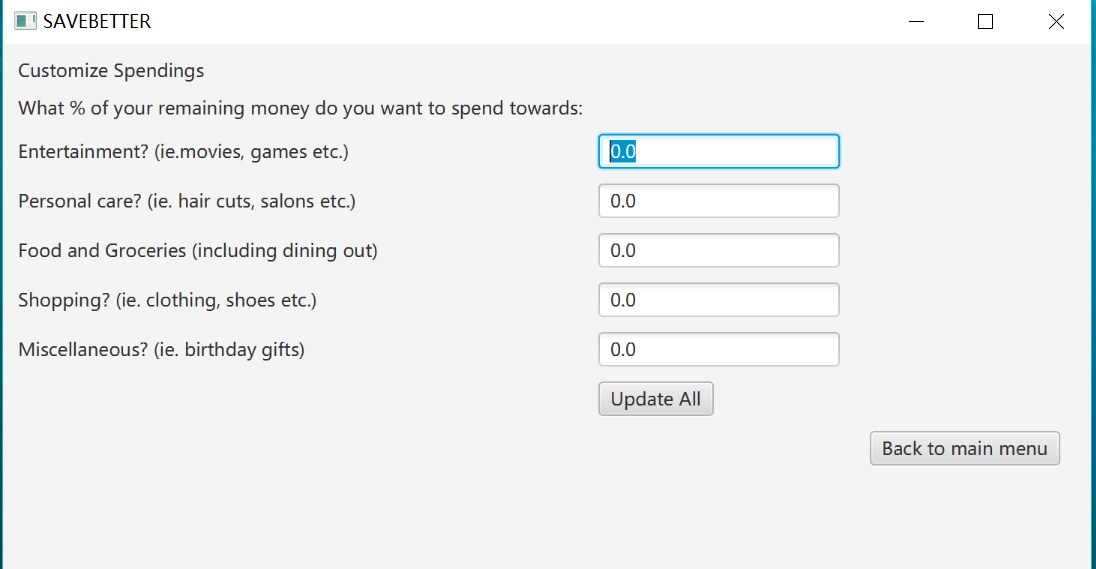 SAVEBETTER
Customize Spendings
What % of your remaining money do you want to spend towards:
Entertainment? (ie.movies, games etc.) 0.0
Personal care? (ie. hair cuts, salons etc.) 0.0
Food and Groceries (including dining out) 0.0
Shopping? (ie. clothing, shoes etc.) 0.0
Miscellaneous? (ie. birthday gifts) 0.0
Update All
Back to main menu